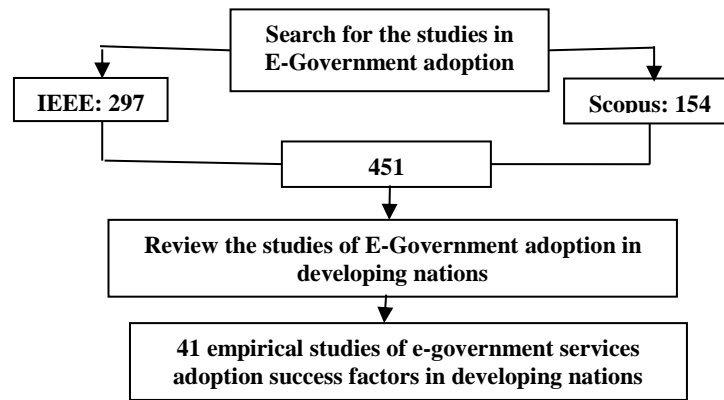 Search for the studies in
E-Government adoption
IEEE: 297
Scopus: 154
451
Review the studies of E-Government adoption in
developing nations
41 empirical studies of e-government services
adoption success factors in developing nations